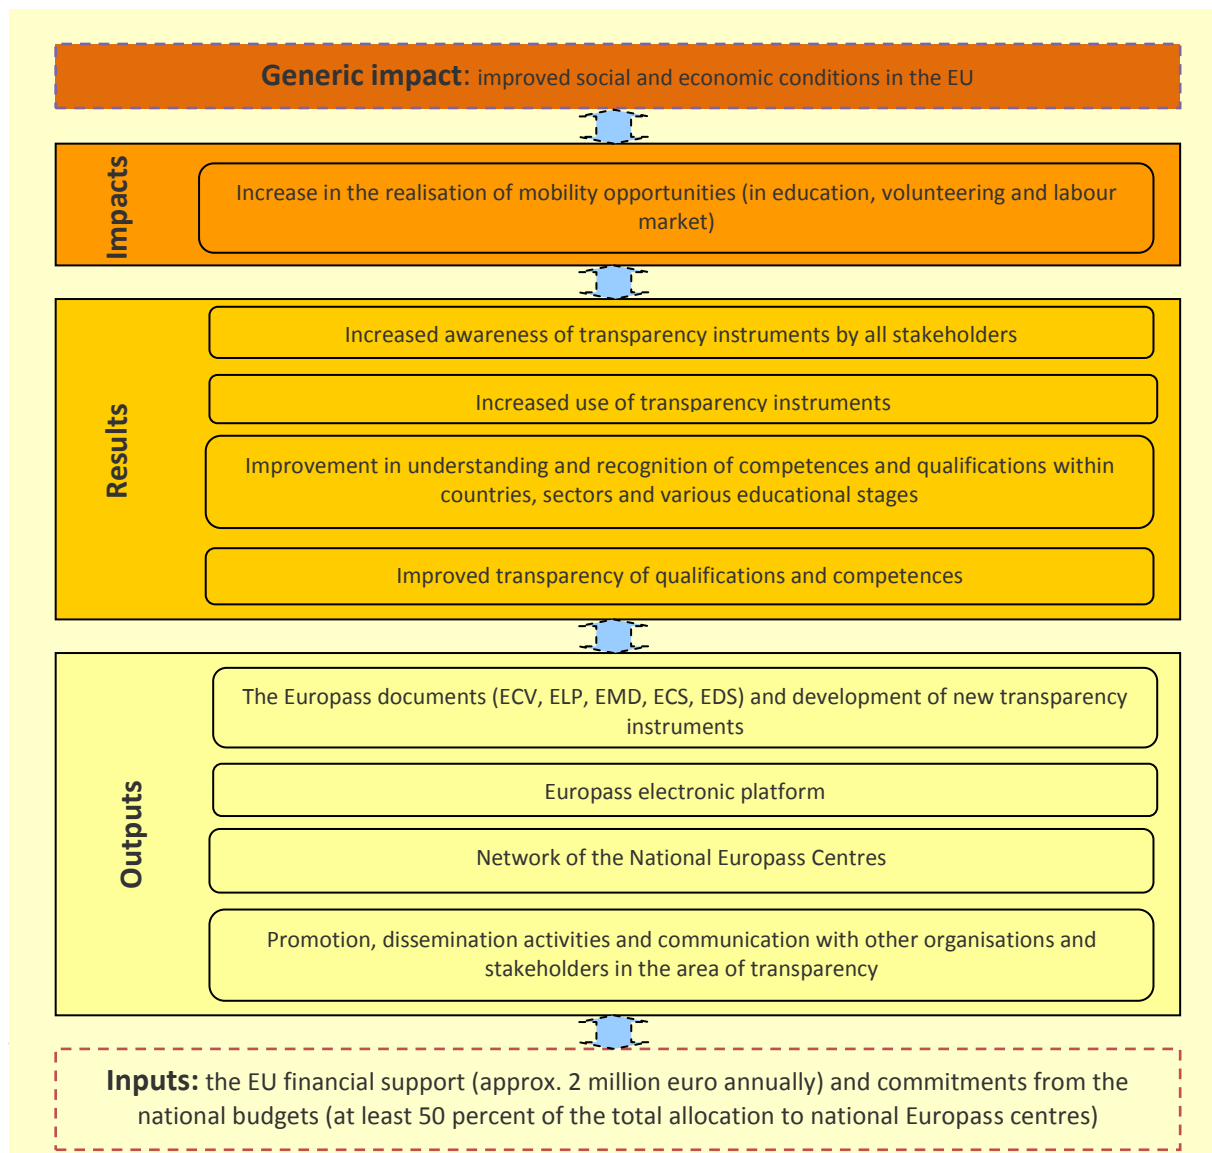 Generic impact: improved social and economic conditions in the EU
Impacts
Increase in the realisation of mobility opportunities (in education, volunteering and labour
market)
Results
Increased awareness of transparency instruments by all stakeholders
Increased use of transparency instruments
Improvement in understanding and recognition of competences and qualifications within
countries, sectors and various educational stages
Improved transparency of qualifications and competences
Outputs
The Europass documents (ECV, ELP, EMD, ECS, EDS) and development of new transparency
instruments
Europass electronic platform
Network of the National Europass Centres
Promotion, dissemination activities and communication with other organisations and
stakeholders in the area of transparency
Inputs: the EU financial support (approx. 2 million euro annually) and commitments from the
national budgets (at least 50 percent of the total allocation to national Europass centres)